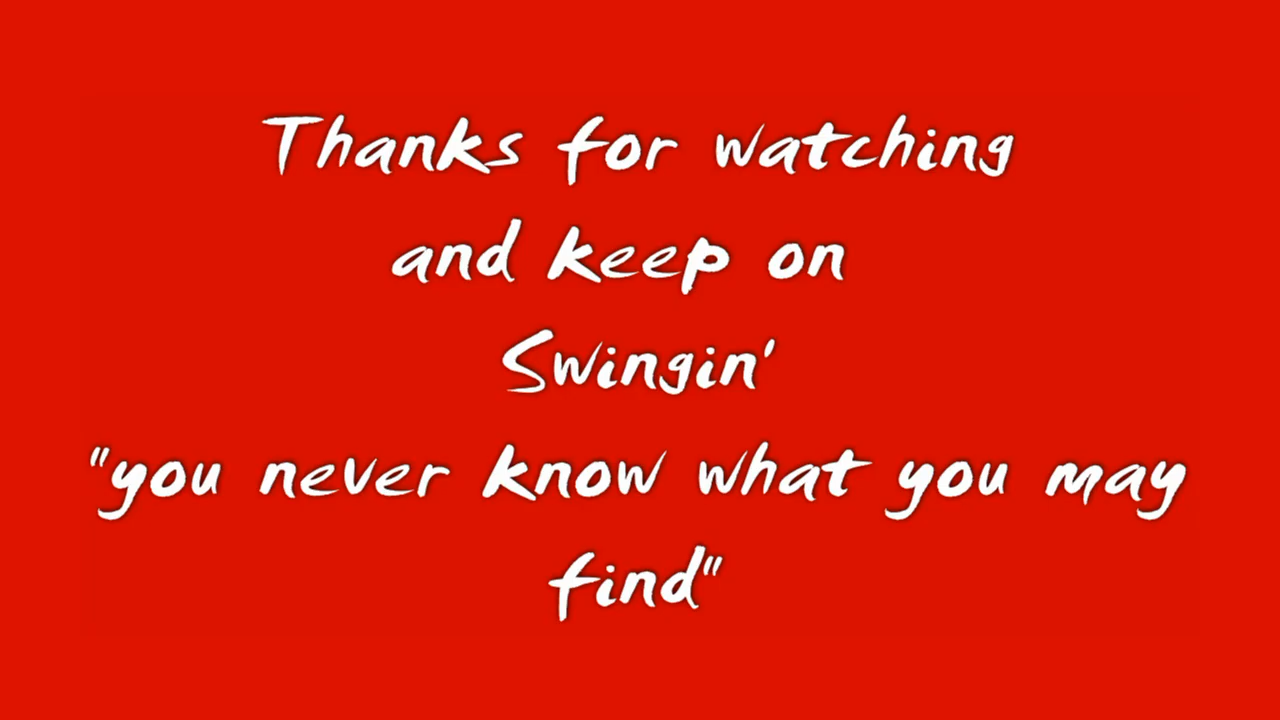 Thanks for watching
and keep on
Swingin'
"you never know what you may
find"